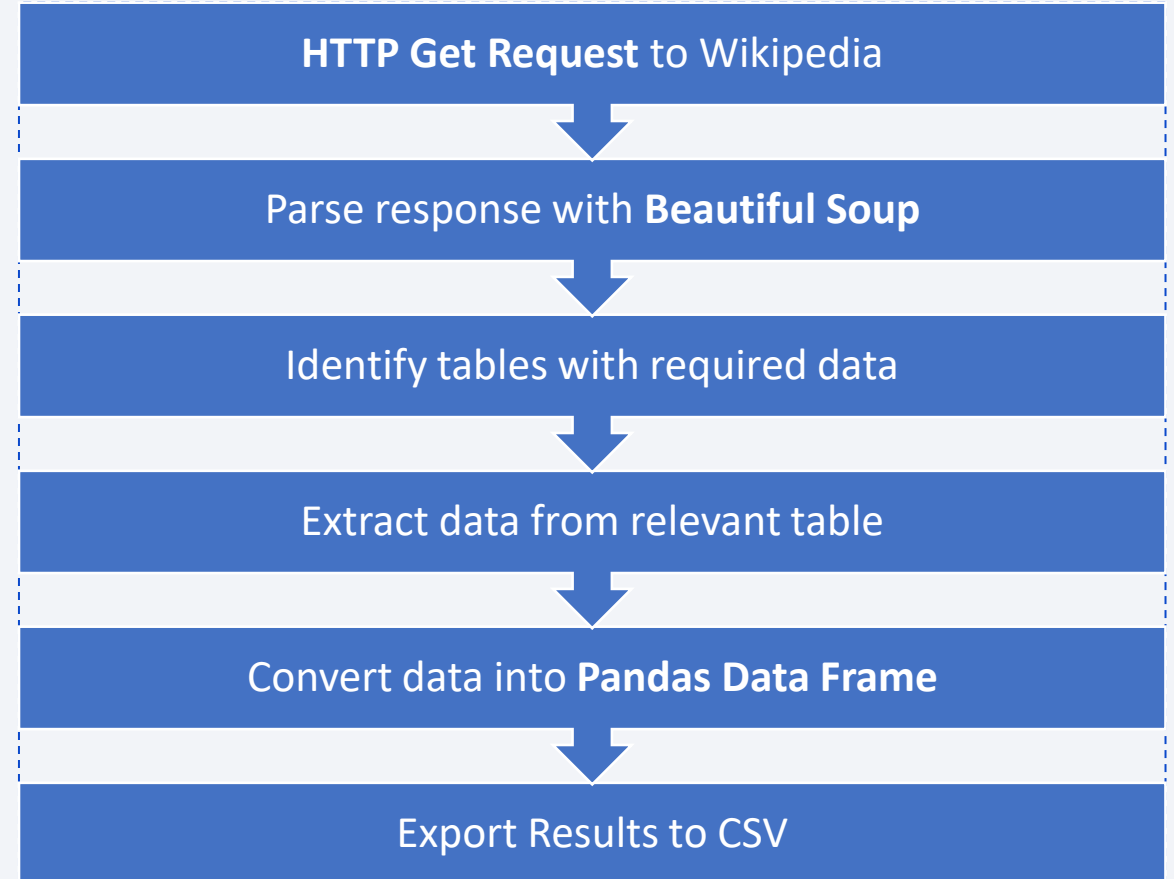 HTTP Get Request to Wikipedia
Parse response with Beautiful Soup
Identify tables with required data
Extract data from relevant table
Convert data into Pandas Data Frame
Export Results to CSV